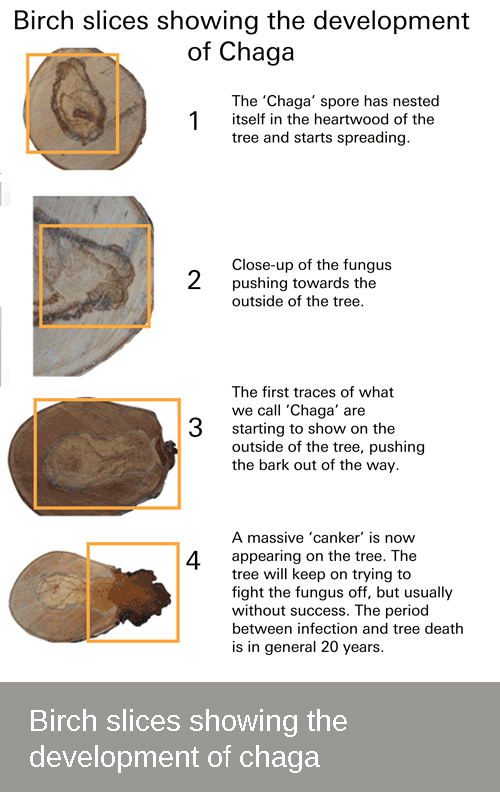 Birch slices showing the development
of Chaga
1
The ‘Chaga’ spore has nested
itself in the heartwood of the
tree and starts spreading.
2
Close-up of the fungus
pushing towards the
outside of the tree.
3
The first traces of what
we call ‘Chaga’ are
starting to show on the
outside of the tree, pushing
the bark out of the way.
4
A massive ‘canker’ is now
appearing on the tree. The
tree will keep on trying to
fight the fungus off, but usually
without success. The period
between infection and tree death
is in general 20 years.
Birch slices showing the
development of chaga